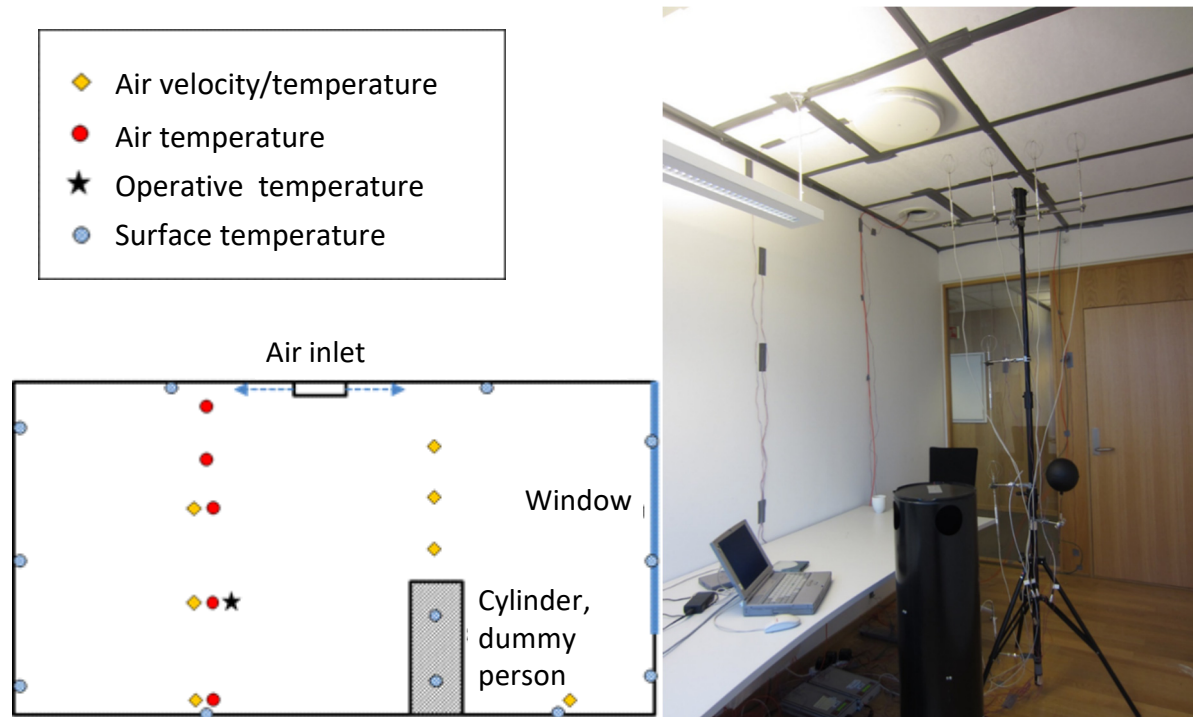 Air velocity/temperature
Air temperature
Operative temperature
Surface temperature
Air inlet
Window
Cylinder,
dummy
person